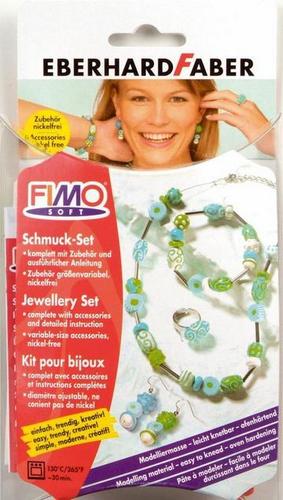 EBERHARDFABER
Zubehör
nickelfrei
Accessories
nickel free
FIMO
SOFT
Schmuck-Set
• komplett mit Zubehör und
ausführlicher Anleitung
• Zubehör größenvariabel,
nickelfrei
Jewellery Set
• complete with accessories
and detailed instruction
• variable-size accessories,
nickel-free
Kit pour bijoux
• complet avec accessoires
et instructions complètes
• diamètre ajustable, ne
contient pas de nickel
einfach, trendig, kreativ!
easy, trendy, creative!
simple, moderne, créatif!
130°C/265°F
~30min.
Modelliermasse - leicht knetbar - ofenhärtend
Modelling material - easy to knead - oven hardening
Pâte à modeler - facile à modeler
durcissant dans le four